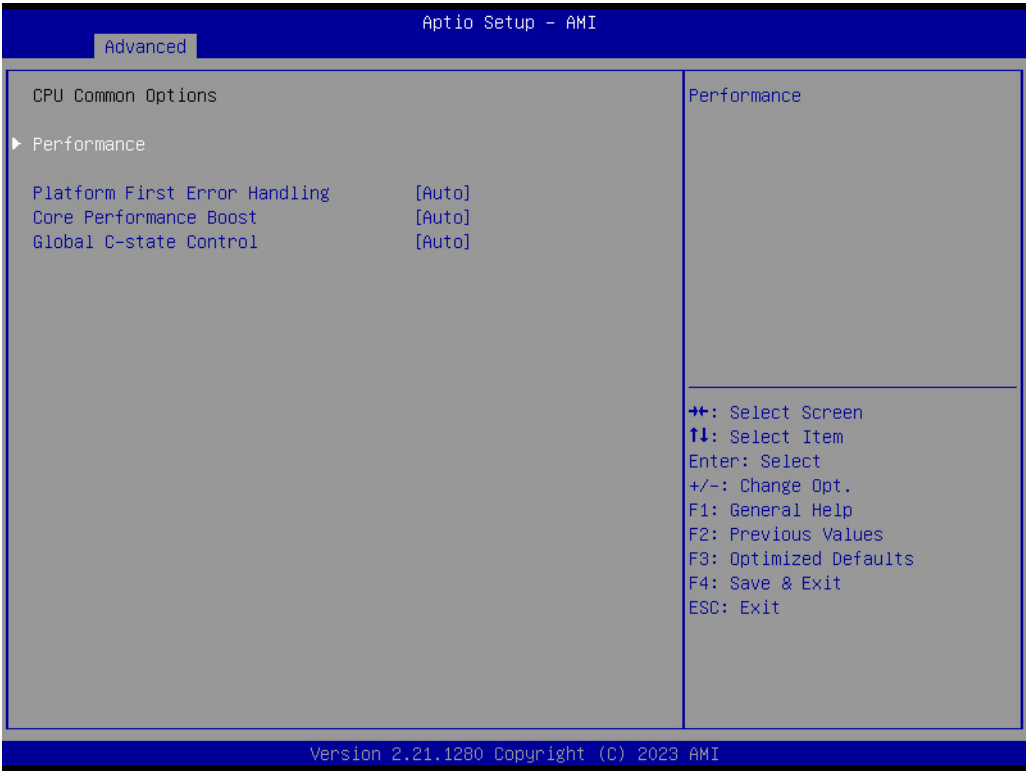 Aptio Setup – AMI
Advanced
CPU Common Options
Performance
Platform First Error Handling [Auto]
Core Performance Boost [Auto]
Global C-state Control [Auto]
Performance
→←: Select Screen
↑↓: Select Item
Enter: Select
+/-: Change Opt.
F1: General Help
F2: Previous Values
F3: Optimized Defaults
F4: Save & Exit
ESC: Exit
Version 2.21.1280 Copyright (C) 2023 AMI